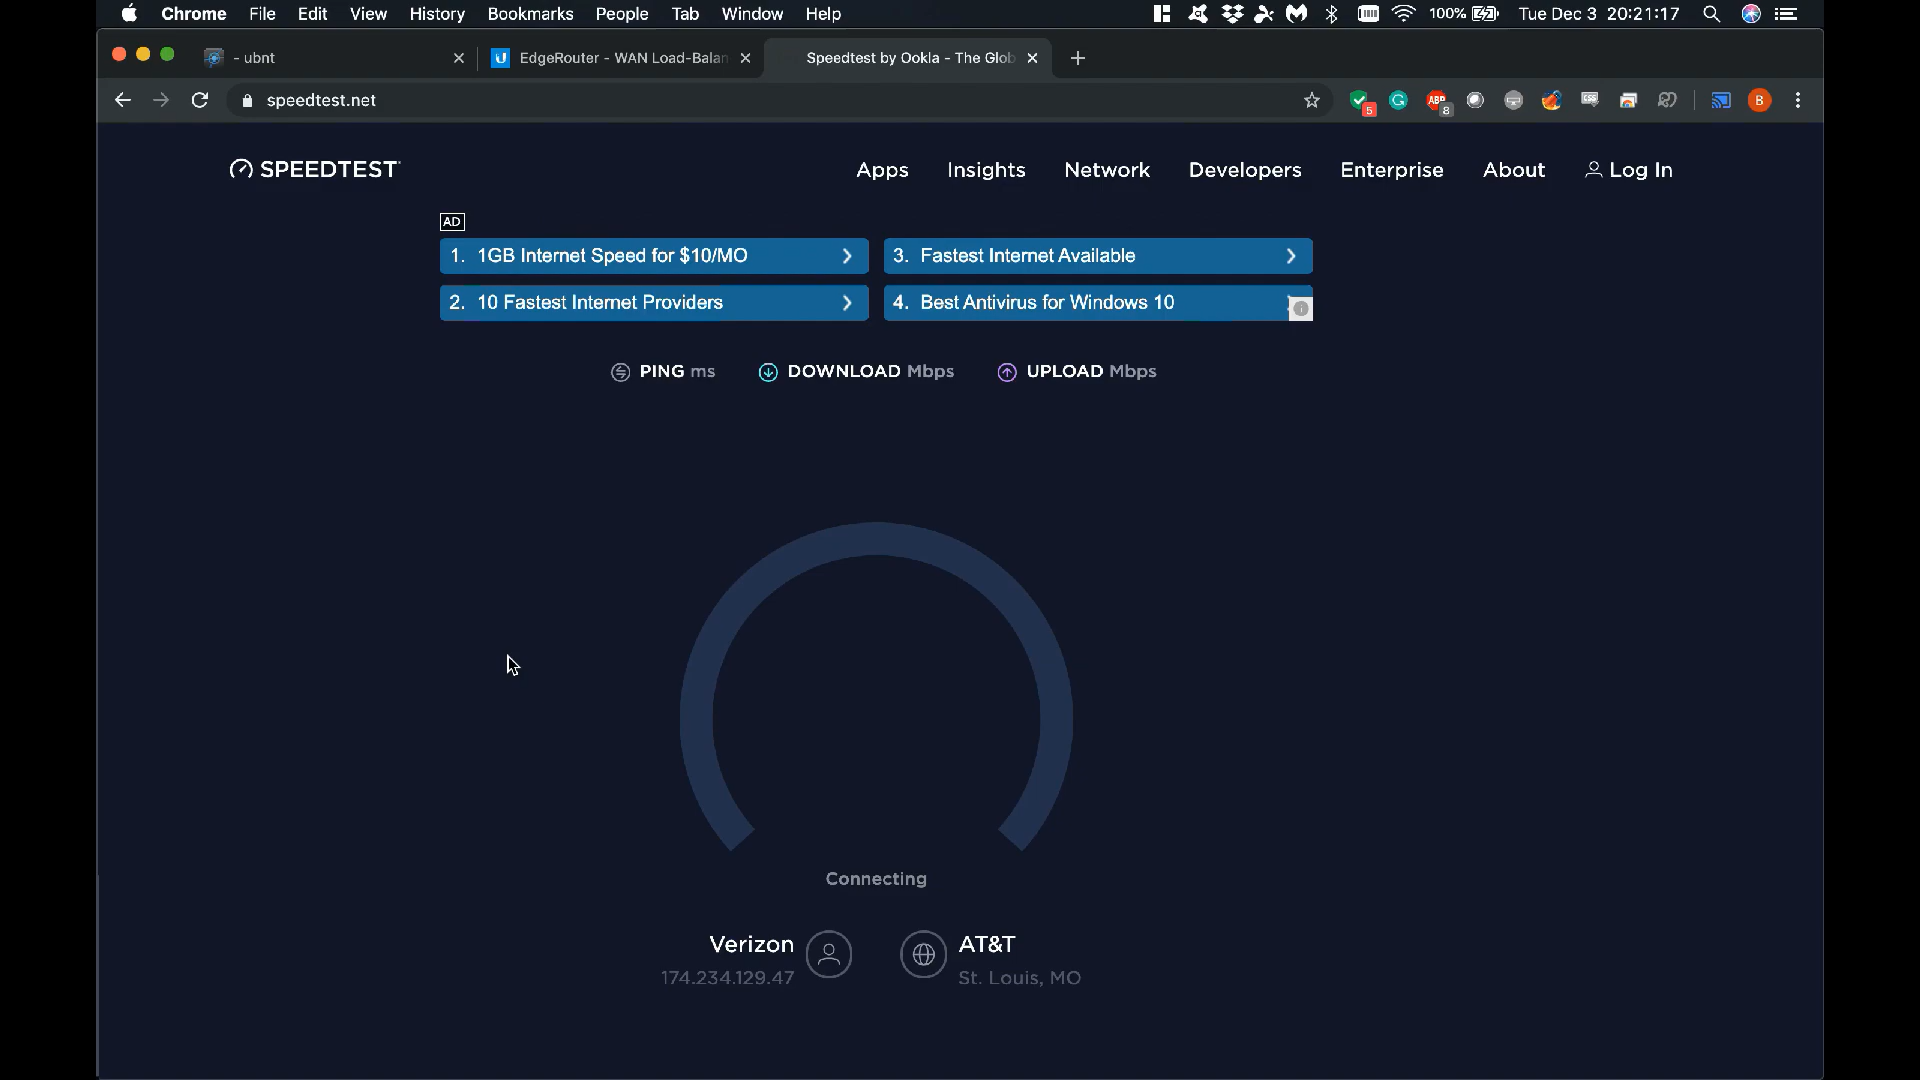 Chrome File Edit View History Bookmarks People Tab Window Help 100% Tue Dec 3 20:21:17
- ubnt EdgeRouter - WAN Load-Balan Speedtest by Ookla - The Glob
speedtest.net 5 ABP 8 CSS B
SPEEDTEST Apps Insights Network Developers Enterprise About Log In
AD
1. 1GB Internet Speed for $10/MO
3. Fastest Internet Available
2. 10 Fastest Internet Providers
4. Best Antivirus for Windows 10
PING ms DOWNLOAD Mbps UPLOAD Mbps
Connecting
Verizon
174.234.129.47
AT&T
St. Louis, MO